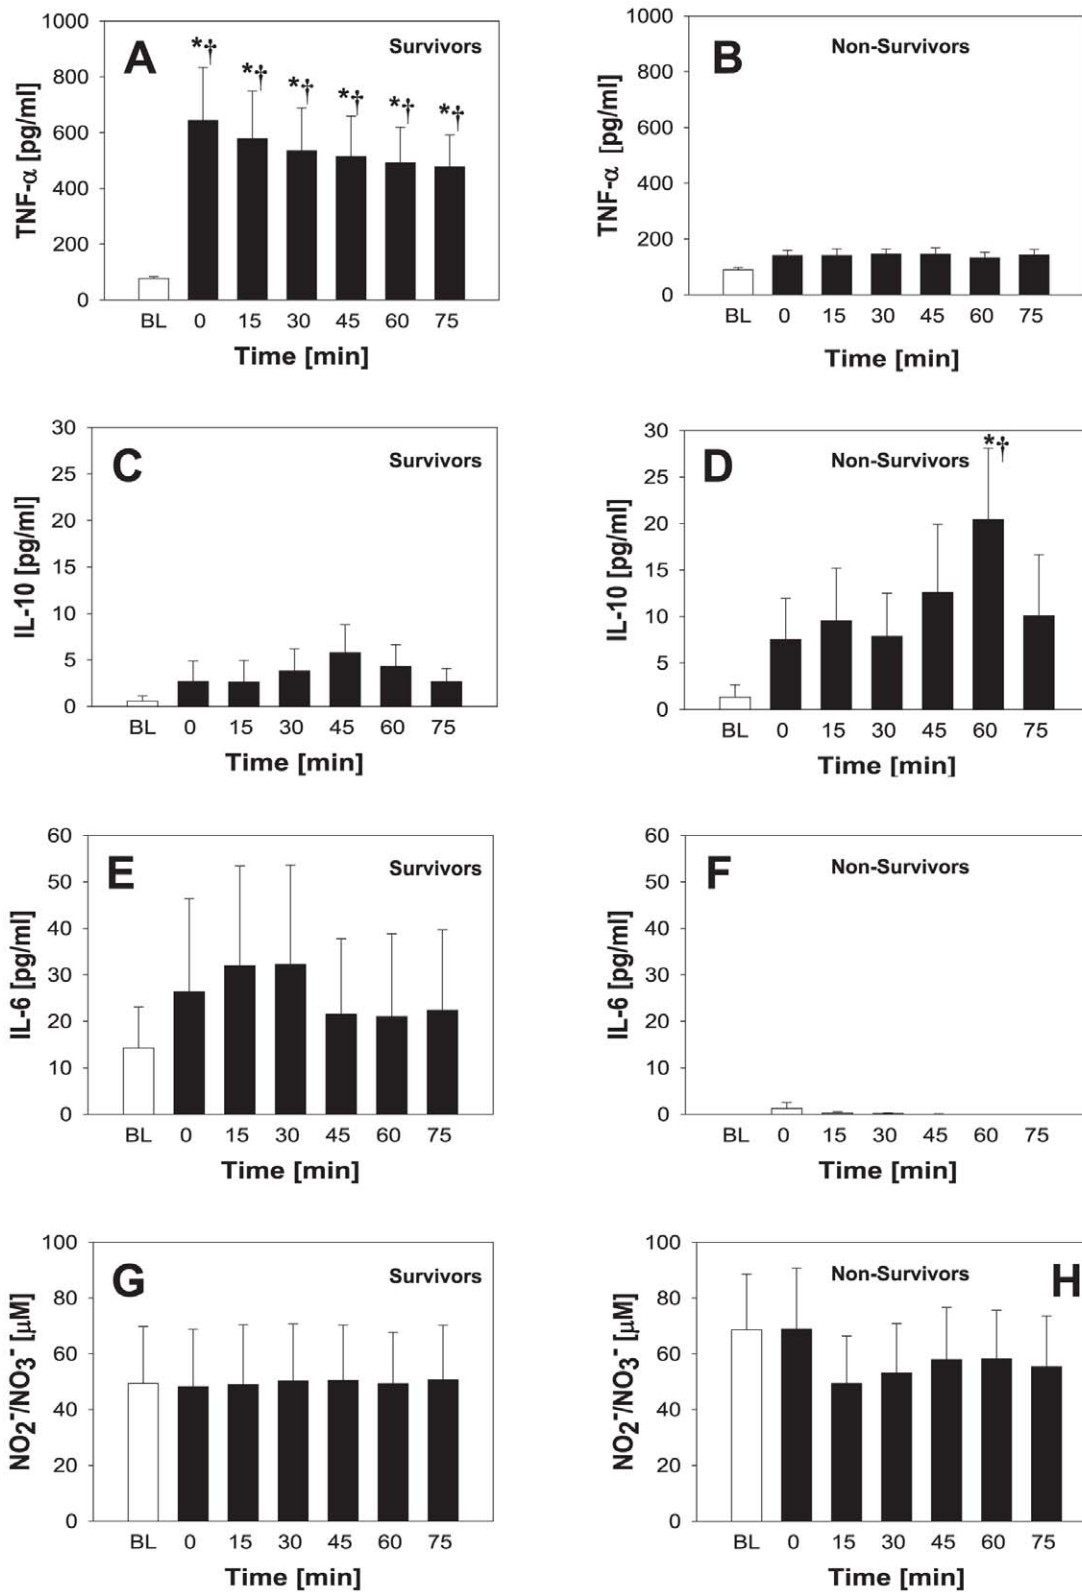 A
Survivors
TNF-α [pg/ml]
1000
800
600
400
200
0
*†
*†
*†
*†
*†
*†
BL 0 15 30 45 60 75
Time [min]
B
Non-Survivors
TNF-α [pg/ml]
1000
800
600
400
200
0
BL 0 15 30 45 60 75
Time [min]
C
Survivors
IL-10 [pg/ml]
30
25
20
15
10
5
0
BL 0 15 30 45 60 75
Time [min]
D
Non-Survivors
IL-10 [pg/ml]
30
25
20
15
10
5
0
*†
BL 0 15 30 45 60 75
Time [min]
E
Survivors
IL-6 [pg/ml]
60
50
40
30
20
10
0
BL 0 15 30 45 60 75
Time [min]
F
Non-Survivors
IL-6 [pg/ml]
60
50
40
30
20
10
0
BL 0 15 30 45 60 75
Time [min]
G
Survivors
NO₂⁻/NO₃⁻ [µM]
100
80
60
40
20
0
BL 0 15 30 45 60 75
Time [min]
H
Non-Survivors
NO₂⁻/NO₃⁻ [µM]
100
80
60
40
20
0
BL 0 15 30 45 60 75
Time [min]